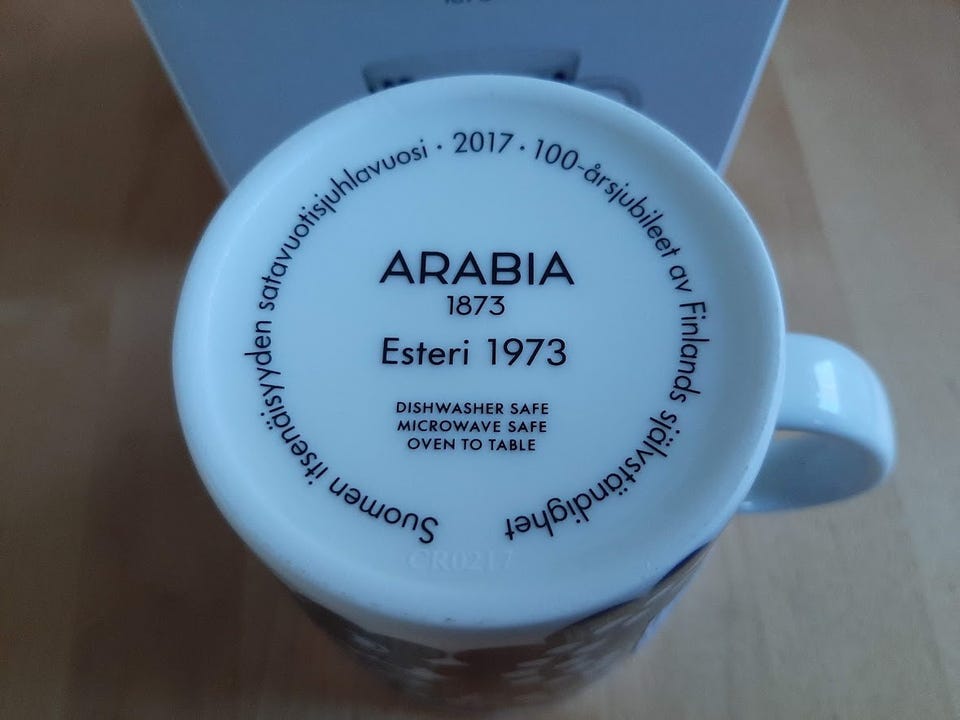 Suomen itsenäisyyden satavuotisjuhlavuosi · 2017 · 100-årsjubileet av Finlands självständighet
ARABIA
1873
Esteri 1973
DISHWASHER SAFE
MICROWAVE SAFE
OVEN TO TABLE
CR0217